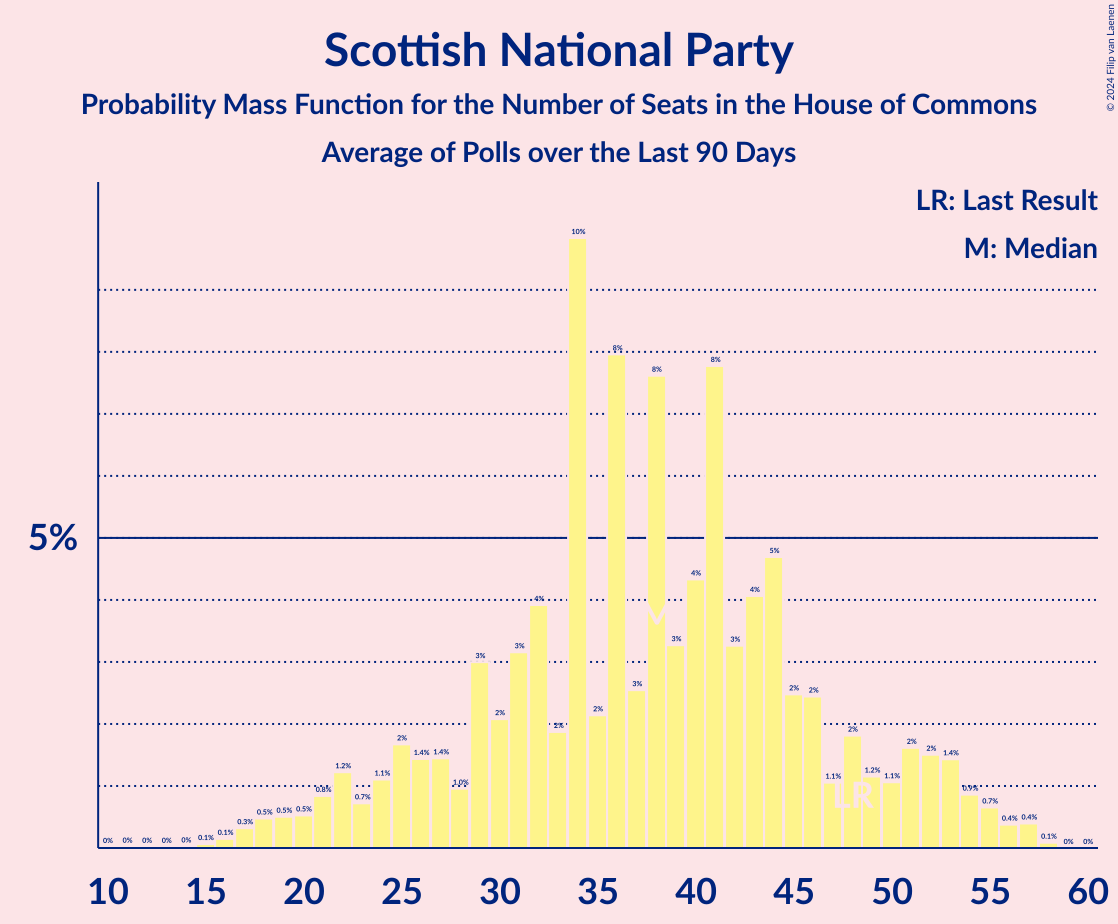 Scottish National Party
Probability Mass Function for the Number of Seats in the House of Commons
Average of Polls over the Last 90 Days
© 2024 Filip van Laenen
LR: Last Result
M: Median
5%
0% 0% 0% 0% 0% 0.1% 0.1% 0.3% 0.5% 0.5% 0.5% 0.8% 1.2% 0.7% 1.1% 2% 1.4% 1.4% 1.0% 3% 2% 3% 4% 2% 10% 2% 8% 3% 8% 3% 4% 8% 3% 4% 5% 2% 2% 1.1% 2% 1.2% 1.1% 2% 2% 1.4% 0.9% 0.7% 0.4% 0.4% 0.1% 0% 0%
M
LR
10 15 20 25 30 35 40 45 50 55 60